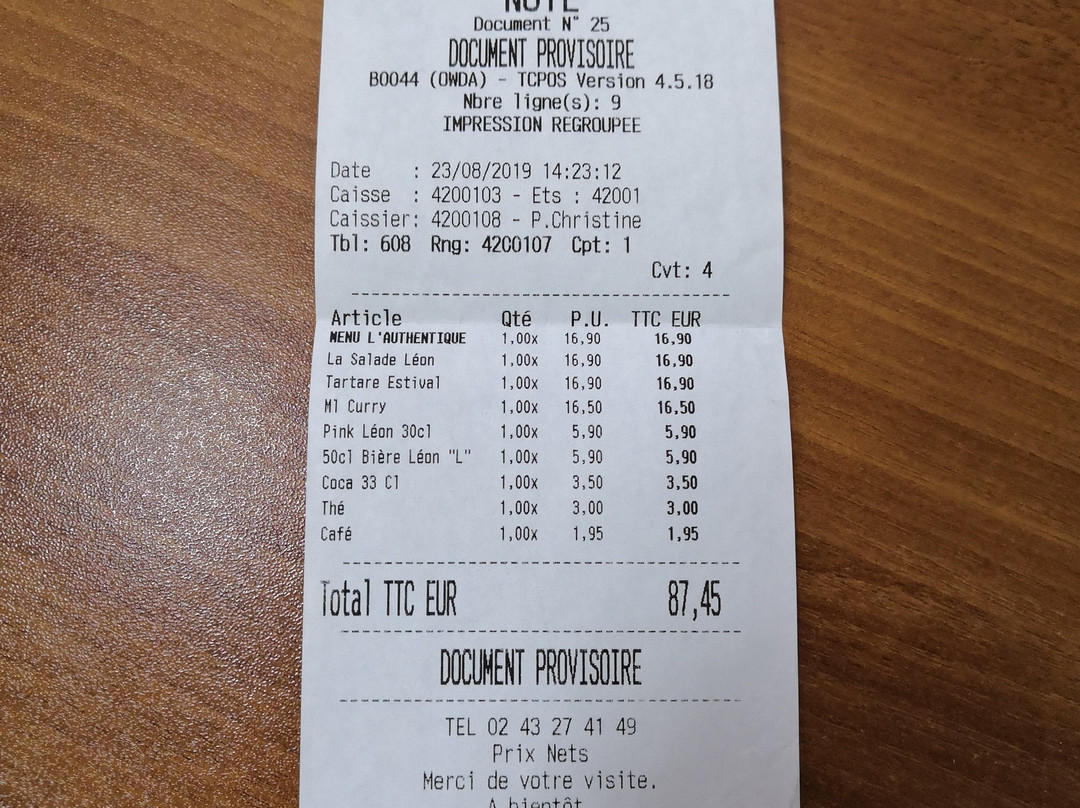 NOTE
Document N° 25
DOCUMENT PROVISOIRE
B0044 (OWDA) - TCPOS Version 4.5.18
Nbre ligne(s): 9
IMPRESSION REGROUPEE
Date : 23/08/2019 14:23:12
Caisse : 4200103 - Ets : 42001
Caissier: 4200108 - P.Christine
Tbl: 608 Rng: 4200107 Cpt: 1
Cvt: 4
Article Qté P.U. TTC EUR
MENU L'AUTHENTIQUE 1,00x 16,90 16,90
La Salade Léon 1,00x 16,90 16,90
Tartare Estival 1,00x 16,90 16,90
Ml Curry 1,00x 16,50 16,50
Pink Léon 30cl 1,00x 5,90 5,90
50cl Bière Léon "L" 1,00x 5,90 5,90
Coca 33 Cl 1,00x 3,50 3,50
Thé 1,00x 3,00 3,00
Café 1,00x 1,95 1,95
Total TTC EUR 87,45
DOCUMENT PROVISOIRE
TEL 02 43 27 41 49
Prix Nets
Merci de votre visite.
A bientôt